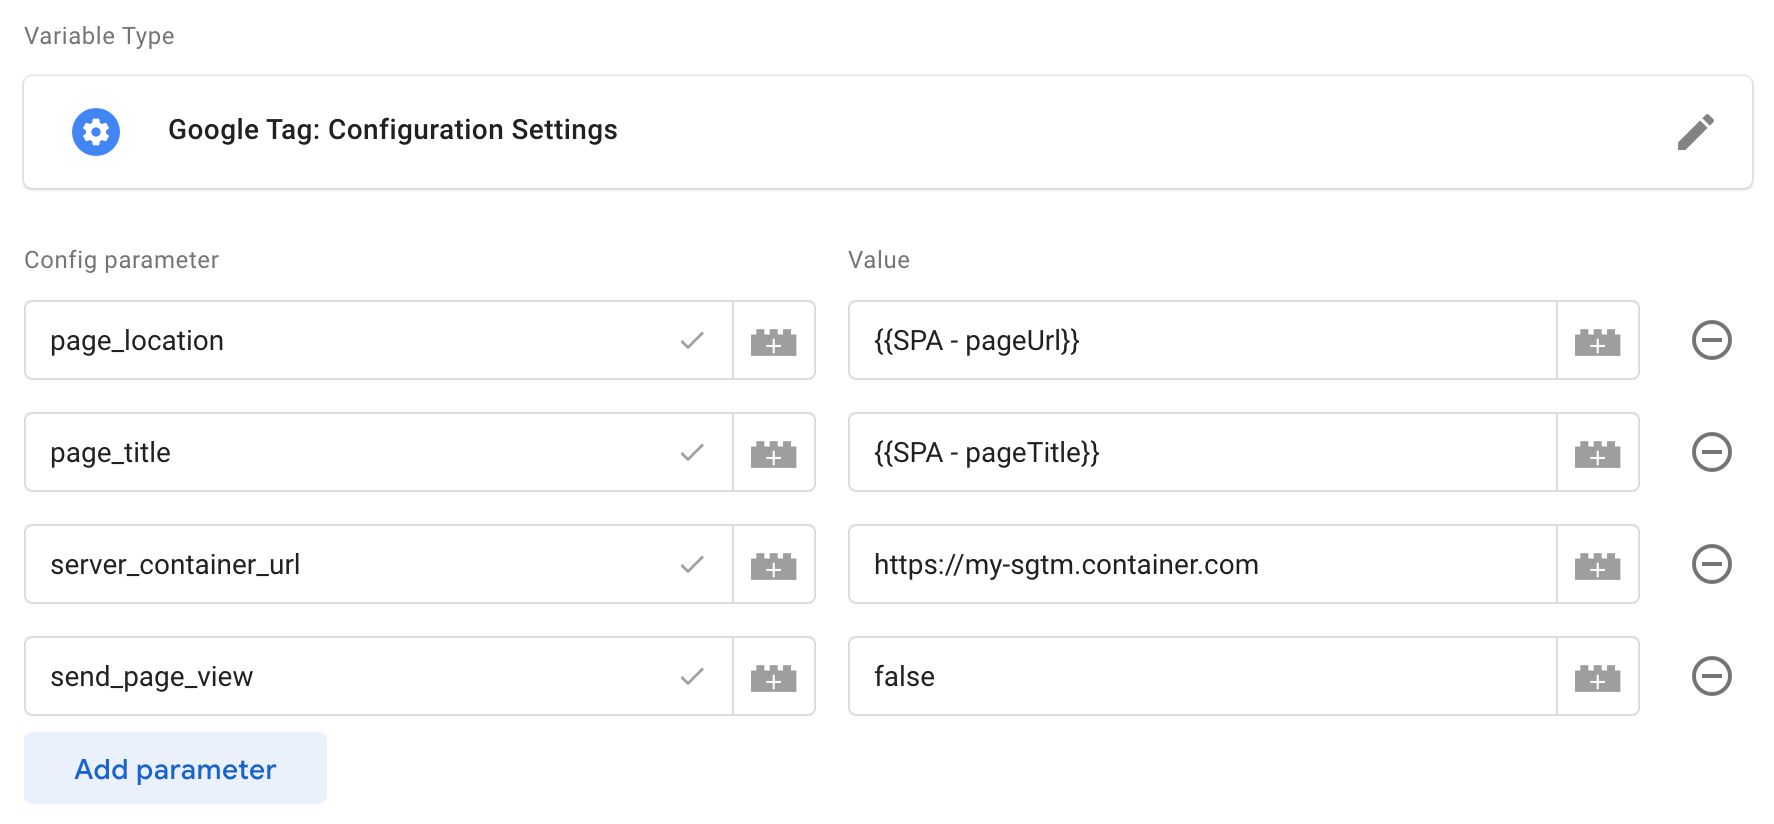 Variable Type
Google Tag: Configuration Settings
Config parameter Value
page_location {{SPA - pageUrl}}
page_title {{SPA - pageTitle}}
server_container_url https://my-sgtm.container.com
send_page_view false
Add parameter